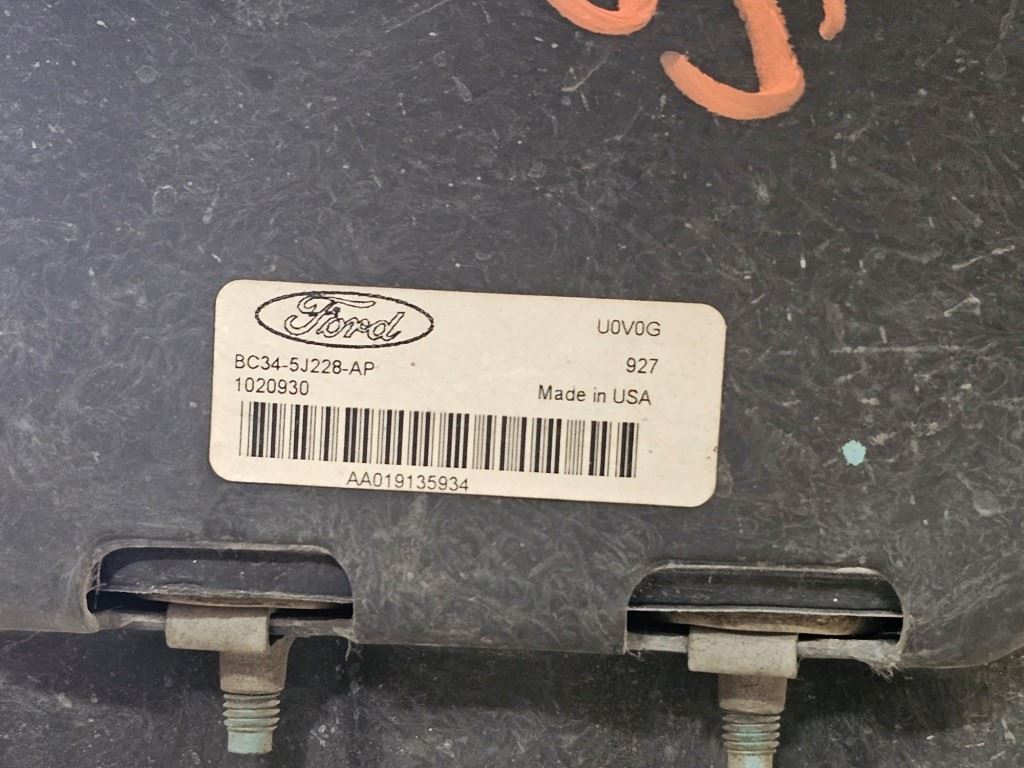 Ford
U0V0G
BC34-5J228-AP
927
1020930
Made in USA
AA019135934